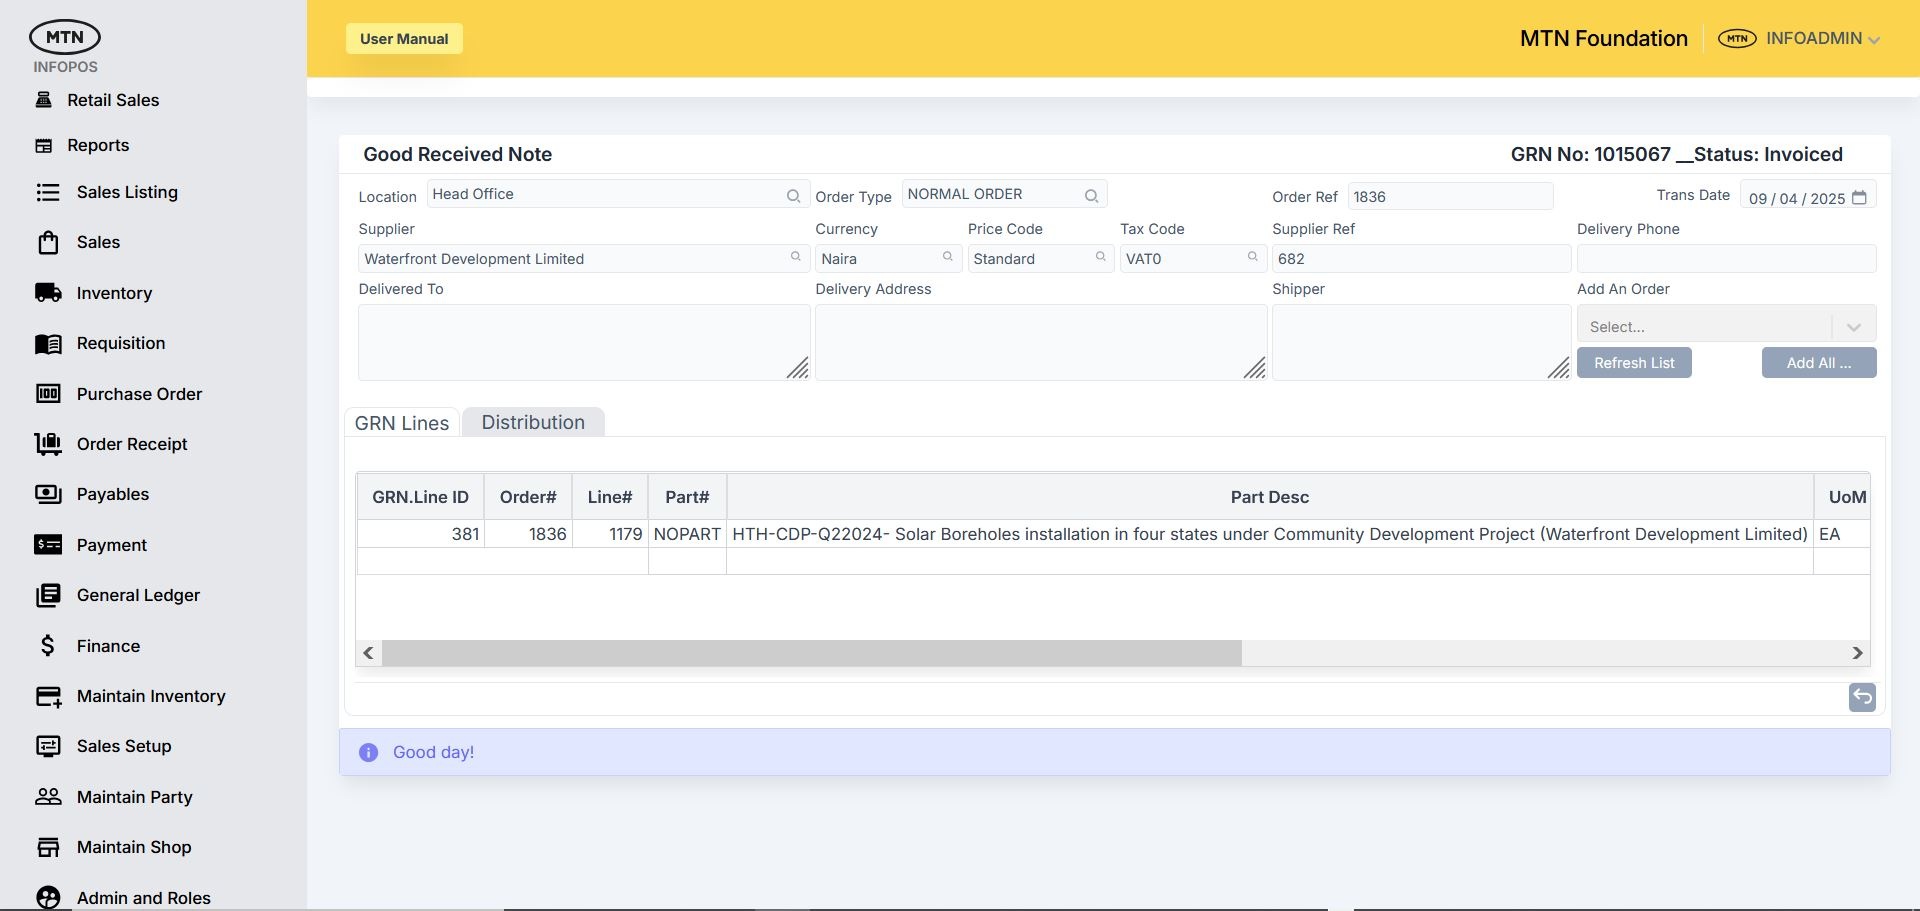 MTN
INFOPOS
Retail Sales
Reports
Sales Listing
Sales
Inventory
Requisition
Purchase Order
Order Receipt
Payables
Payment
General Ledger
Finance
Maintain Inventory
Sales Setup
Maintain Party
Maintain Shop
Admin and Roles
User Manual
MTN Foundation
MTN INFOADMIN
Good Received Note
GRN No: 1015067 __Status: Invoiced
Location Head Office Order Type NORMAL ORDER Order Ref 1836 Trans Date 09 / 04 / 2025
Supplier Currency Price Code Tax Code Supplier Ref Delivery Phone
Waterfront Development Limited Naira Standard VAT0 682
Delivered To Delivery Address Shipper Add An Order
Select...
Refresh List Add All ...
GRN Lines Distribution
GRN.Line ID Order# Line# Part# Part Desc UoM
381 1836 1179 NOPART HTH-CDP-Q22024- Solar Boreholes installation in four states under Community Development Project (Waterfront Development Limited) EA
Good day!